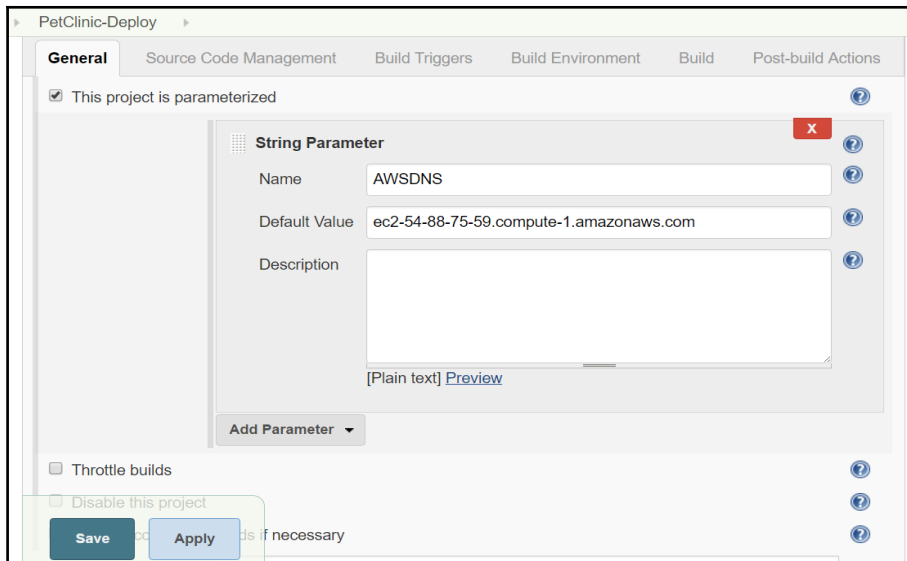 PetClinic-Deploy
General Source Code Management Build Triggers Build Environment Build Post-build Actions
This project is parameterized
X
String Parameter
Name AWSDNS
Default Value ec2-54-88-75-59.compute-1.amazonaws.com
Description
[Plain text] Preview
Add Parameter
Throttle builds
Disable this project
if necessary
Save Apply